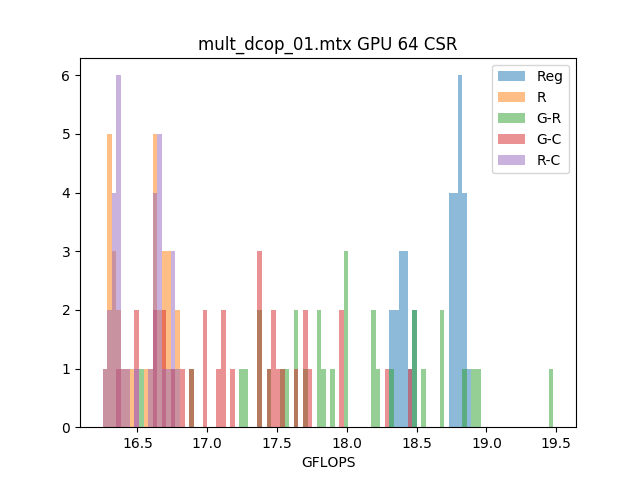 mult_dcop_01.mtx GPU 64 CSR
6
5
4
3
2
1
0
Reg
R
G-R
G-C
R-C
16.5 17.0 17.5 18.0 18.5 19.0 19.5
GFLOPS